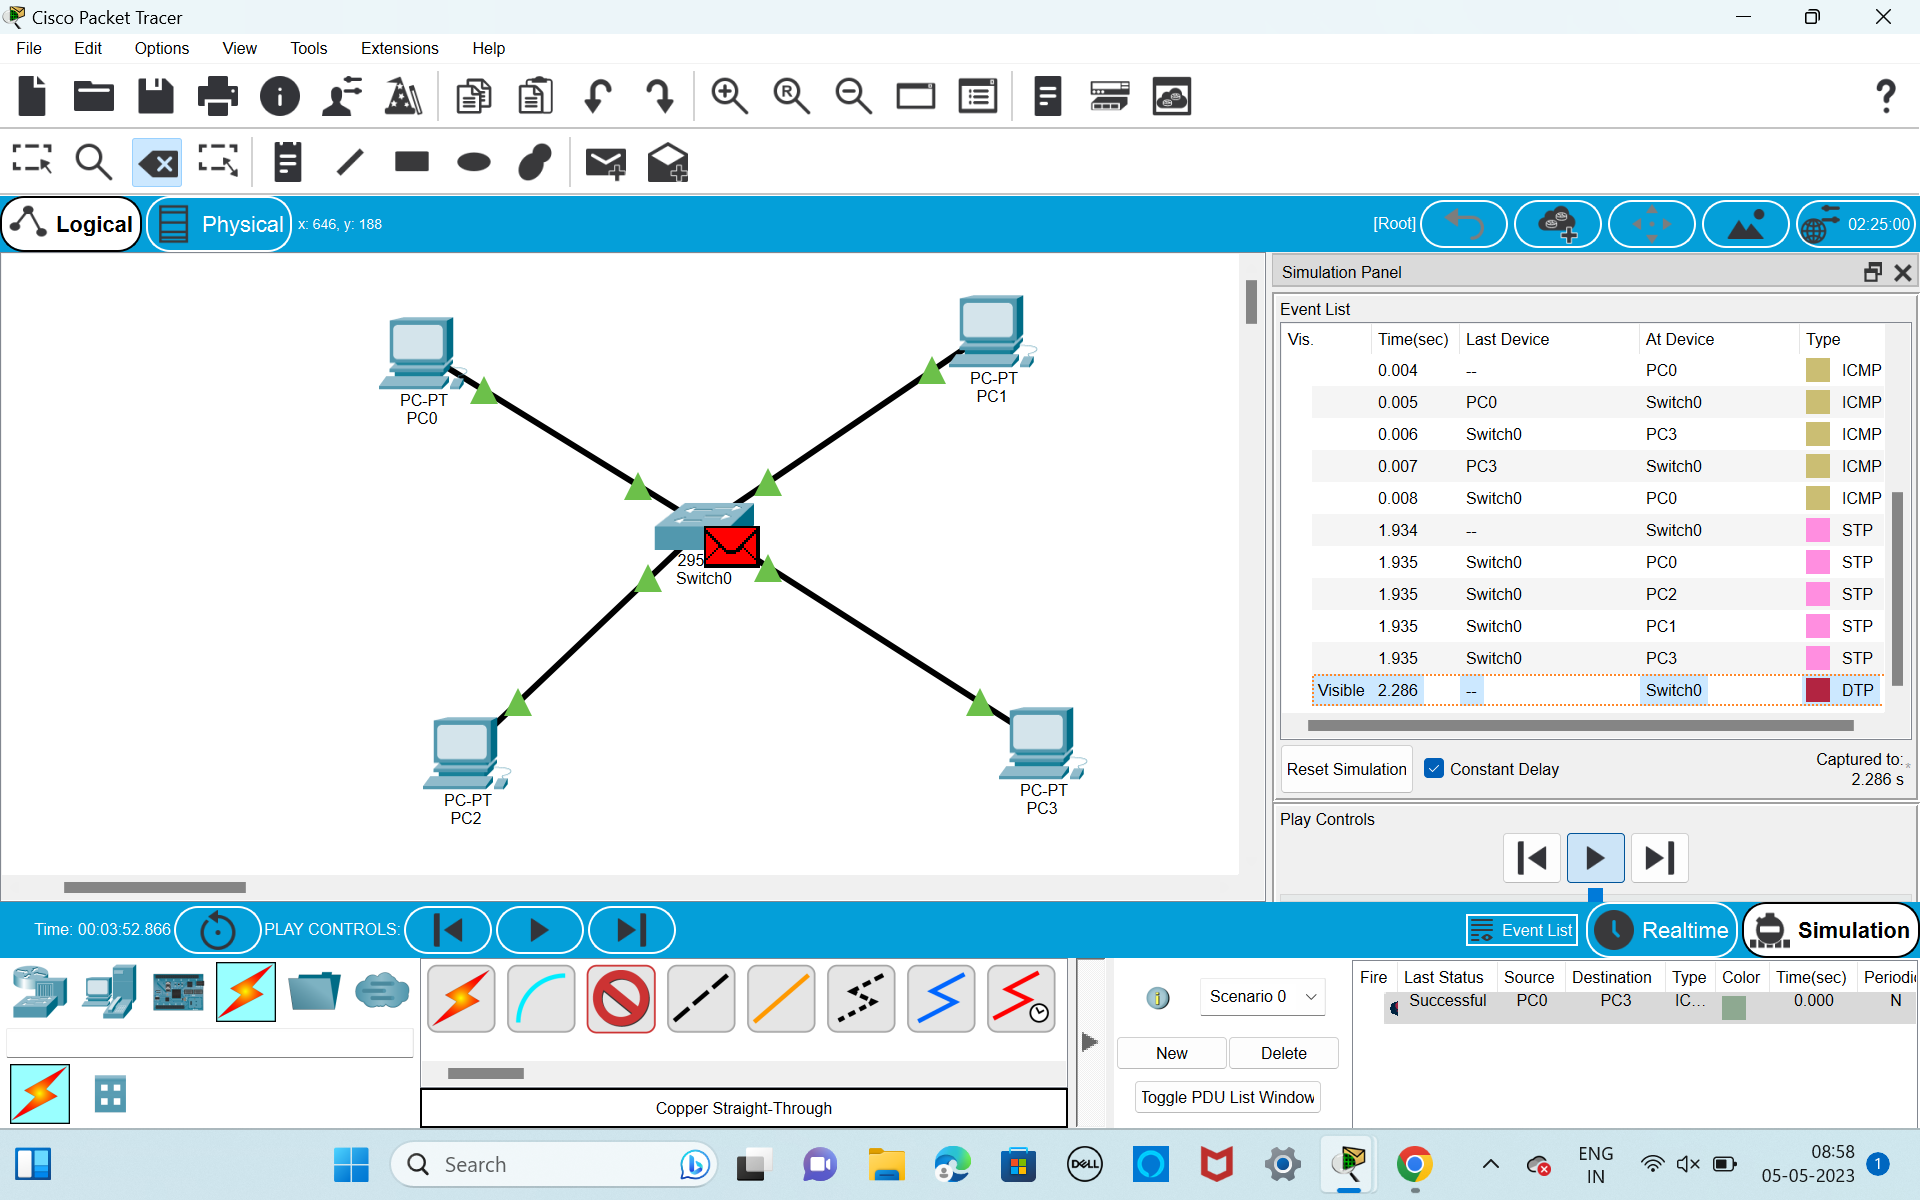 Cisco Packet Tracer
File Edit Options View Tools Extensions Help
Logical Physical x: 646, y: 188 [Root] 02:25:00
PC-PT
PC0
PC-PT
PC1
295
Switch0
PC-PT
PC2
PC-PT
PC3
Simulation Panel
Event List
Vis. Time(sec) Last Device At Device Type
0.004 -- PC0 ICMP
0.005 PC0 Switch0 ICMP
0.006 Switch0 PC3 ICMP
0.007 PC3 Switch0 ICMP
0.008 Switch0 PC0 ICMP
1.934 -- Switch0 STP
1.935 Switch0 PC0 STP
1.935 Switch0 PC2 STP
1.935 Switch0 PC1 STP
1.935 Switch0 PC3 STP
Visible 2.286 -- Switch0 DTP
Reset Simulation Constant Delay Captured to:*
2.286 s
Play Controls
Time: 00:03:52.866 PLAY CONTROLS: Event List Realtime Simulation
Copper Straight-Through
Scenario 0
New Delete
Toggle PDU List Window
Fire Last Status Source Destination Type Color Time(sec) Periodic
Successful PC0 PC3 IC... 0.000 N
Search
DELL
ENG
IN
08:58
05-05-2023
1